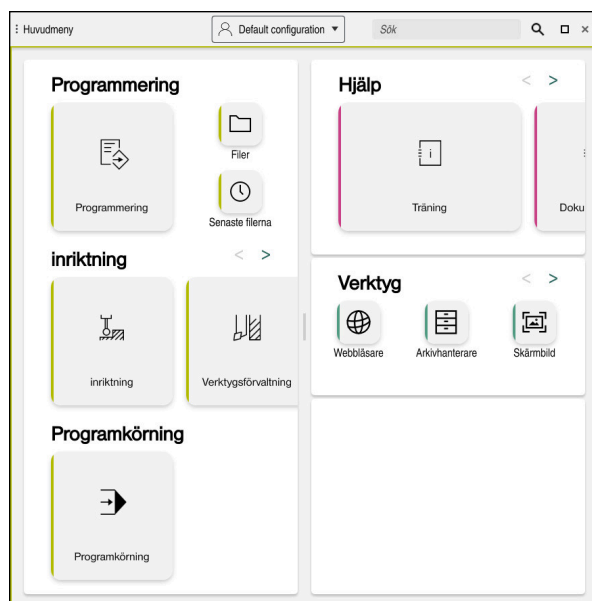 Huvudmeny
Default configuration
Sök
Programmering
Programmering
Filer
Senaste filerna
inriktning
inriktning
Verktygsförvaltning
Programkörning
Programkörning
Hjälp
Träning
Doku
Verktyg
Webbläsare
Arkivhanterare
Skärmbild